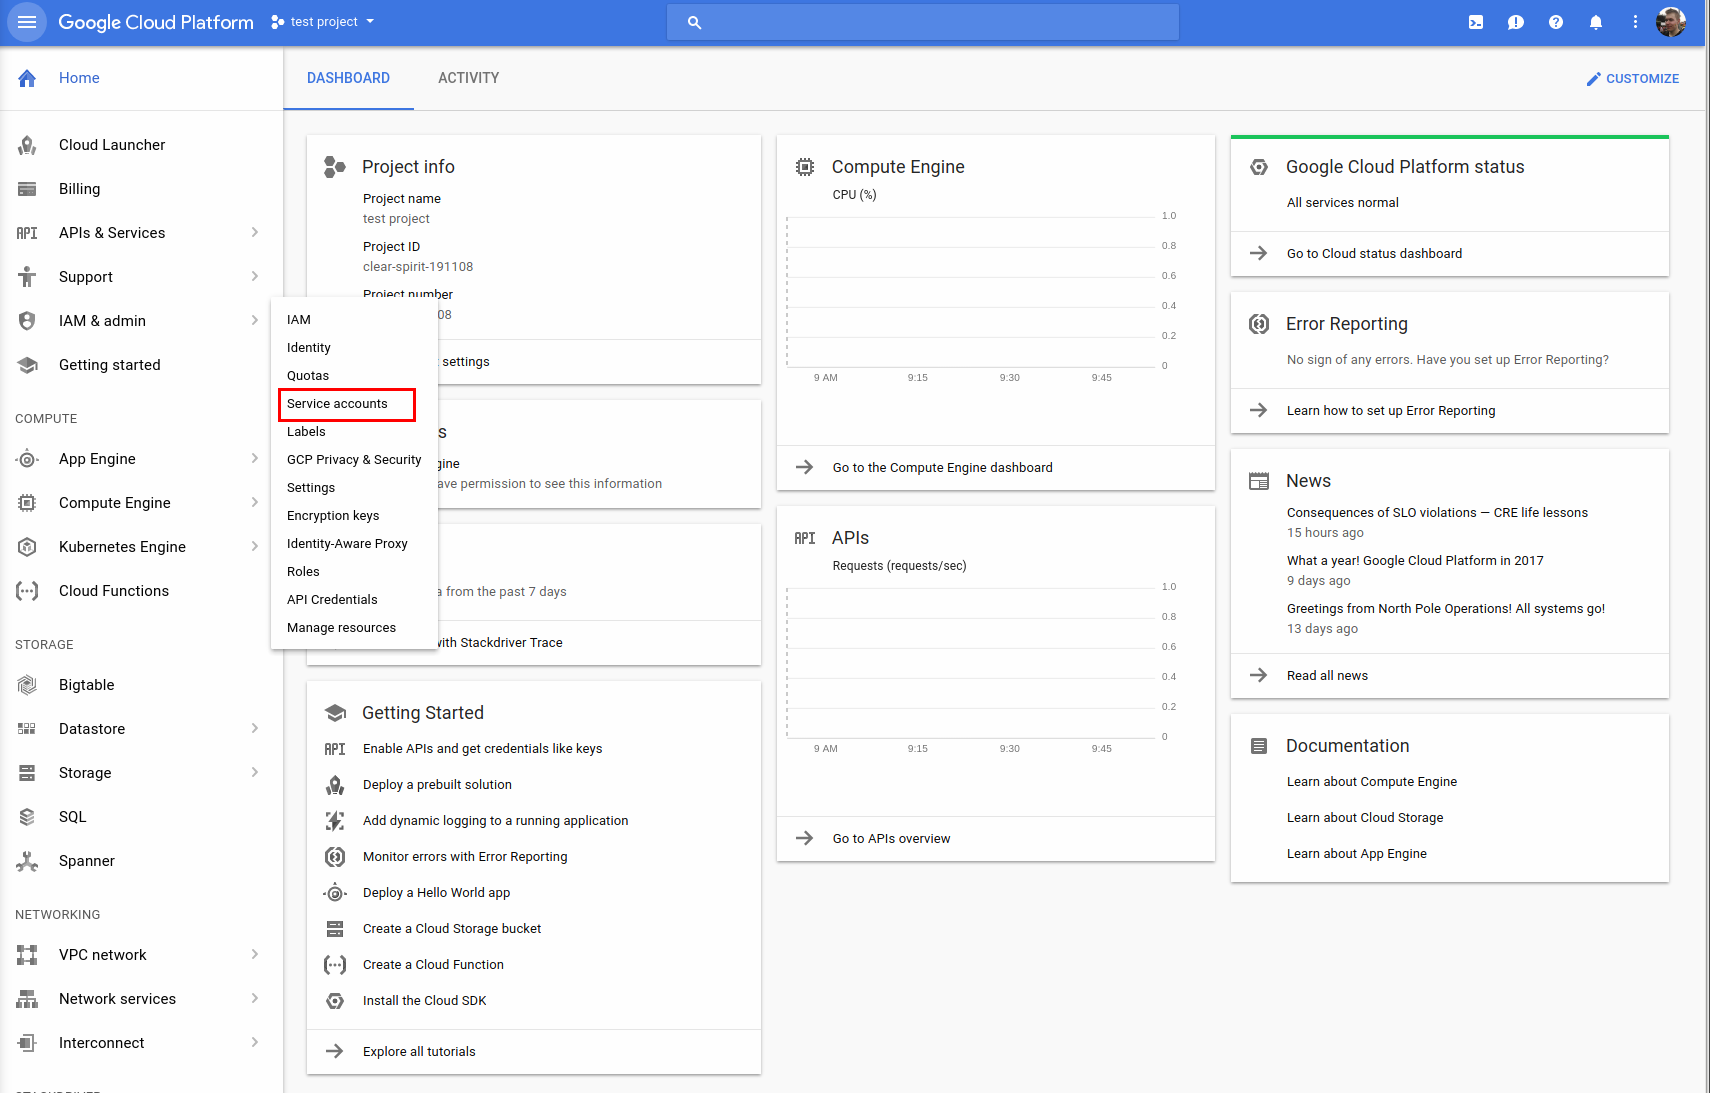 Google Cloud Platform
test project
Home
Cloud Launcher
Billing
API
APIs & Services
Support
IAM & admin
Getting started
COMPUTE
App Engine
Compute Engine
Kubernetes Engine
Cloud Functions
STORAGE
Bigtable
Datastore
Storage
SQL
Spanner
NETWORKING
VPC network
Network services
Interconnect
IAM
Identity
Quotas
Service accounts
Labels
GCP Privacy & Security
Settings
Encryption keys
Identity-Aware Proxy
Roles
API Credentials
Manage resources
DASHBOARD
ACTIVITY
CUSTOMIZE
Project info
Project name
test project
Project ID
clear-spirit-191108
Project number
08
settings
s
gine
ave permission to see this information
a from the past 7 days
with Stackdriver Trace
Getting Started
API
Enable APIs and get credentials like keys
Deploy a prebuilt solution
Add dynamic logging to a running application
Monitor errors with Error Reporting
Deploy a Hello World app
Create a Cloud Storage bucket
Create a Cloud Function
Install the Cloud SDK
Explore all tutorials
Compute Engine
CPU (%)
1.0
0.8
0.6
0.4
0.2
0
9 AM 9:15 9:30 9:45
Go to the Compute Engine dashboard
API
APIs
Requests (requests/sec)
1.0
0.8
0.6
0.4
0.2
0
9 AM 9:15 9:30 9:45
Go to APIs overview
Google Cloud Platform status
All services normal
Go to Cloud status dashboard
Error Reporting
No sign of any errors. Have you set up Error Reporting?
Learn how to set up Error Reporting
News
Consequences of SLO violations — CRE life lessons
15 hours ago
What a year! Google Cloud Platform in 2017
9 days ago
Greetings from North Pole Operations! All systems go!
13 days ago
Read all news
Documentation
Learn about Compute Engine
Learn about Cloud Storage
Learn about App Engine